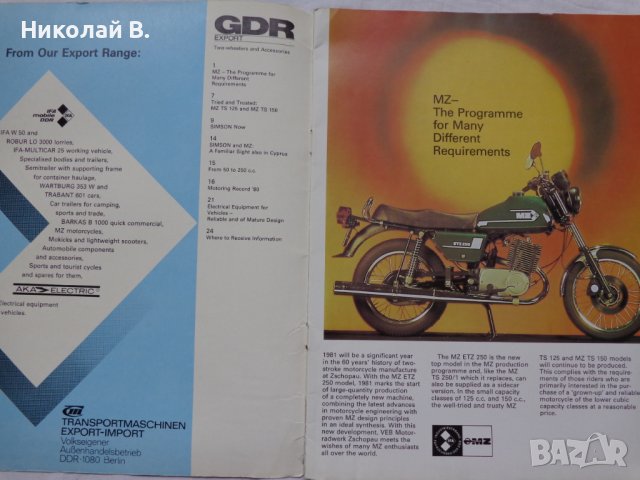 Николай В.
From Our Export Range:
IFA
mobile
DDR
IFA
IFA W 50 and
ROBUR LO 3000 lorries,
IFA-MULTICAR 25 working vehicle,
Specialised bodies and trailers,
Semitrailer with supporting frame
for container haulage,
WARTBURG 353 W and
TRABANT 601 cars,
Car trailers for camping,
sports and trade,
BARKAS B 1000 quick commercial,
MZ motorcycles,
Mokicks and lightweight scooters,
Automobile components
and accessories,
Sports and tourist cycles
and spares for them,
AKA ELECTRIC
Electrical equipment
vehicles.
TRANSPORTMASCHINEN
EXPORT-IMPORT
Volkseigener
Außenhandelsbetrieb
DDR-1080 Berlin
GDR
EXPORT
Two-wheelers and Accessories
1
MZ – The Programme for
Many Different
Requirements
7
Tried and Trusted:
MZ TS 125 and MZ TS 150
9
SIMSON Now
14
SIMSON and MZ:
A Familiar Sight also in Cyprus
15
From 50 to 250 c.c.
16
Motoring Record '80
21
Electrical Equipment for
Vehicles –
Reliable and of Mature Design
24
Where to Receive Information
MZ–
The Programme
for Many
Different
Requirements
MZ
ETZ 250
1981 will be a significant year
in the 60 years' history of two-
stroke motorcycle manufacture
at Zschopau. With the MZ ETZ
250 model, 1981 marks the start
of large-quantity production
of a completely new machine,
combining the latest advances
in motorcycle engineering with
proven MZ design principles
in an ideal synthesis. With this
new development, VEB Motor-
radwerk Zschopau meets the
wishes of many MZ enthusiasts
all over the world.
The MZ ETZ 250 is the new
top model in the MZ production
programme and, like the MZ
TS 250/1 which it replaces, can
also be supplied as a sidecar
version. In the small capacity
classes of 125 c.c. and 150 c.c.,
the well-tried and trusty MZ
TS 125 and MZ TS 150 models
will continue to be produced.
This complies with the require-
ments of those riders who are
primarily interested in the pur-
chase of a 'grown-up' and reliable
motorcycle of the lower cubic
capacity classes at a reasonable
price.
MZ
BAZAR